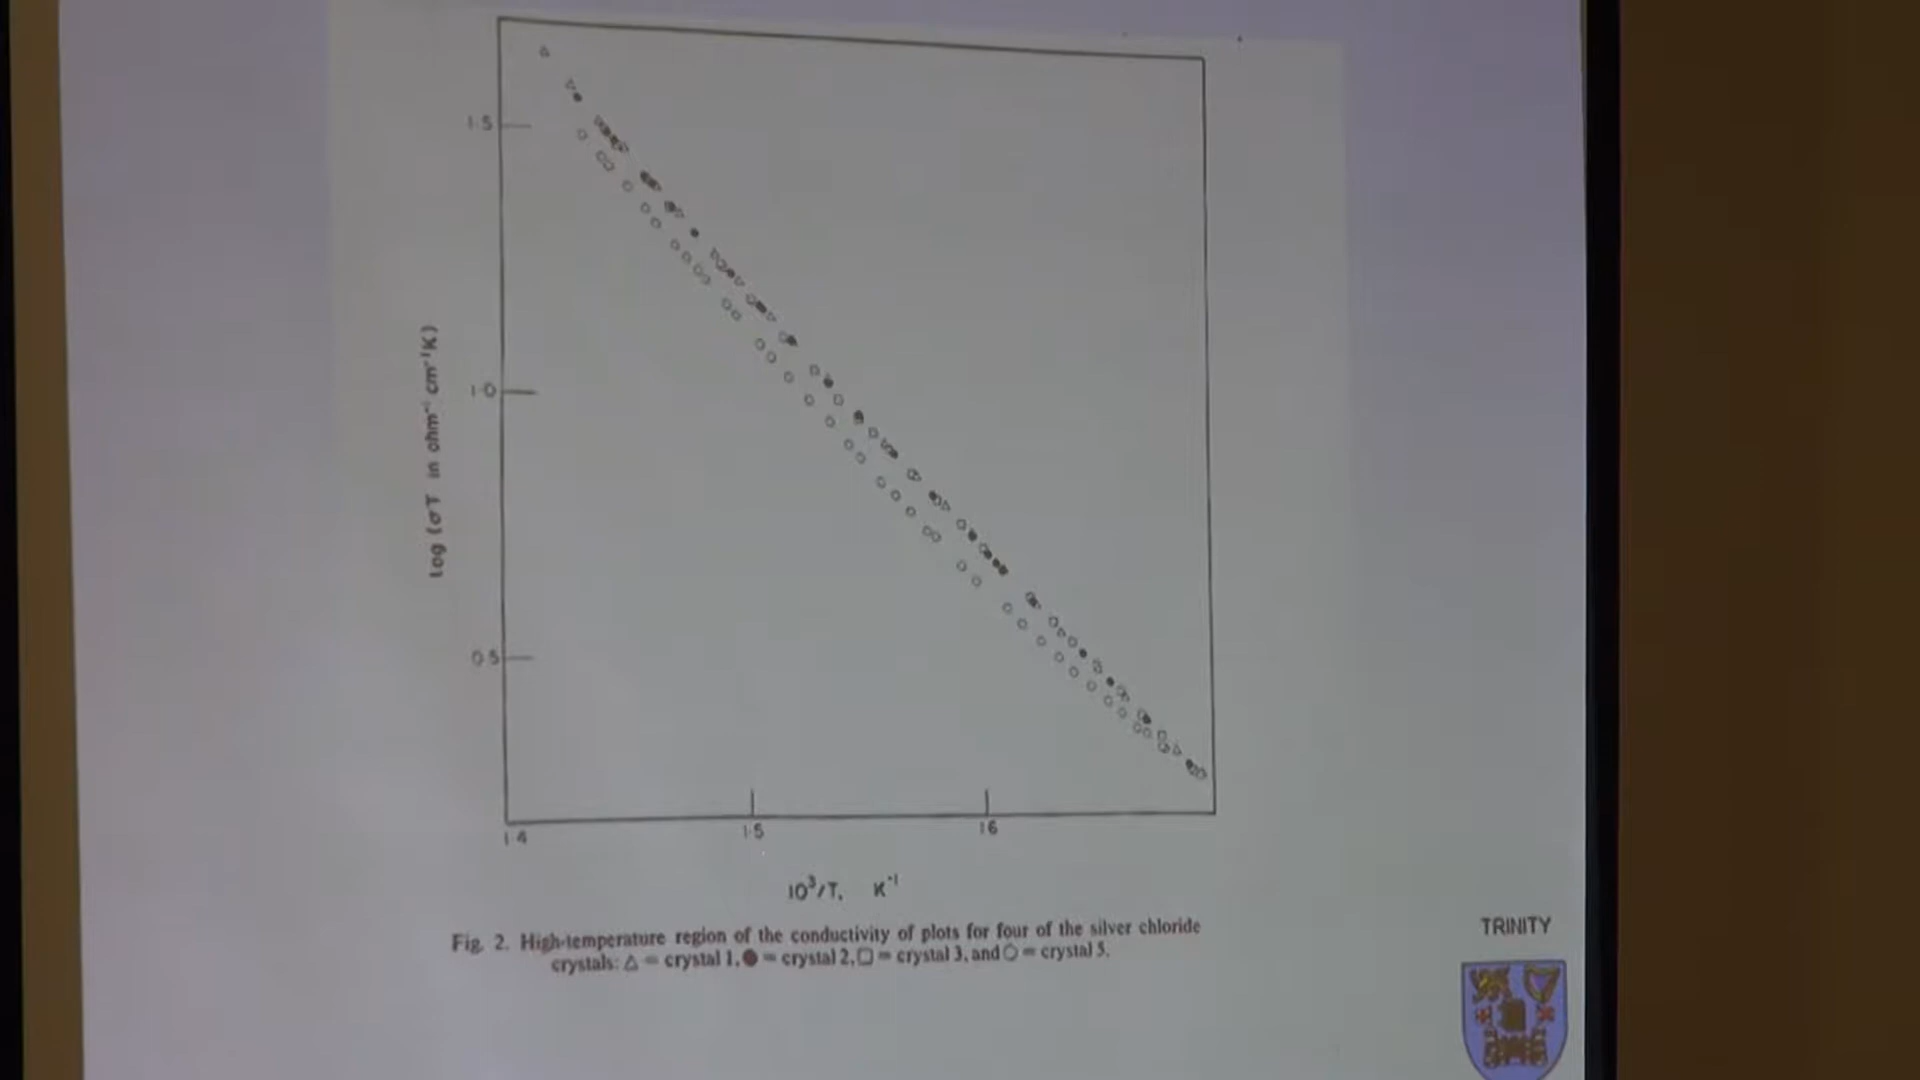 1·5
1·0
0·5
log (σT in ohm⁻¹ cm⁻¹K)
1·4 1·5 1·6
10³/T, K⁻¹
Fig. 2. High-temperature region of the conductivity of plots for four of the silver chloride
crystals: △ = crystal 1, ● = crystal 2, □ = crystal 3, and ○ = crystal 5.
TRINITY